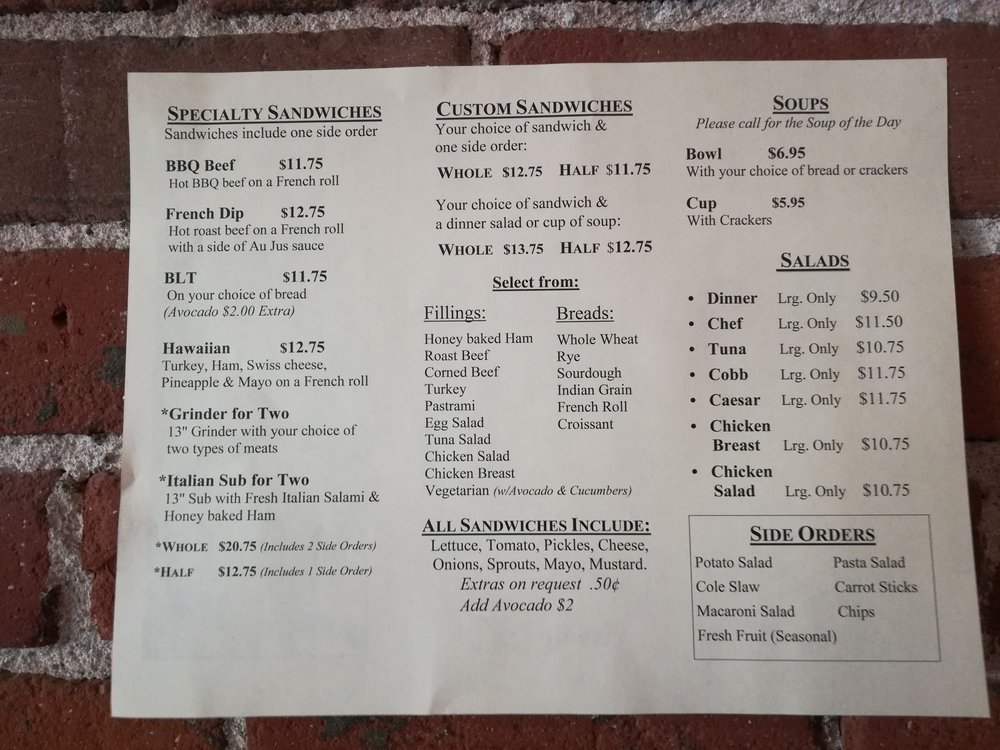 SPECIALTY SANDWICHES
Sandwiches include one side order
BBQ Beef $11.75
Hot BBQ beef on a French roll
French Dip $12.75
Hot roast beef on a French roll
with a side of Au Jus sauce
BLT $11.75
On your choice of bread
(Avocado $2.00 Extra)
Hawaiian $12.75
Turkey, Ham, Swiss cheese,
Pineapple & Mayo on a French roll
*Grinder for Two
13" Grinder with your choice of
two types of meats
*Italian Sub for Two
13" Sub with Fresh Italian Salami &
Honey baked Ham
*WHOLE $20.75 (Includes 2 Side Orders)
*HALF $12.75 (Includes 1 Side Order)
CUSTOM SANDWICHES
Your choice of sandwich &
one side order:
WHOLE $12.75 HALF $11.75
Your choice of sandwich &
a dinner salad or cup of soup:
WHOLE $13.75 HALF $12.75
Select from:
Fillings:
Honey baked Ham
Roast Beef
Corned Beef
Turkey
Pastrami
Egg Salad
Tuna Salad
Chicken Salad
Chicken Breast
Vegetarian (w/Avocado & Cucumbers)
Breads:
Whole Wheat
Rye
Sourdough
Indian Grain
French Roll
Croissant
ALL SANDWICHES INCLUDE:
Lettuce, Tomato, Pickles, Cheese,
Onions, Sprouts, Mayo, Mustard.
Extras on request .50¢
Add Avocado $2
SOUPS
Please call for the Soup of the Day
Bowl $6.95
With your choice of bread or crackers
Cup $5.95
With Crackers
SALADS
• Dinner Lrg. Only $9.50
• Chef Lrg. Only $11.50
• Tuna Lrg. Only $10.75
• Cobb Lrg. Only $11.75
• Caesar Lrg. Only $11.75
• Chicken
Breast Lrg. Only $10.75
• Chicken
Salad Lrg. Only $10.75
SIDE ORDERS
Potato Salad Pasta Salad
Cole Slaw Carrot Sticks
Macaroni Salad Chips
Fresh Fruit (Seasonal)